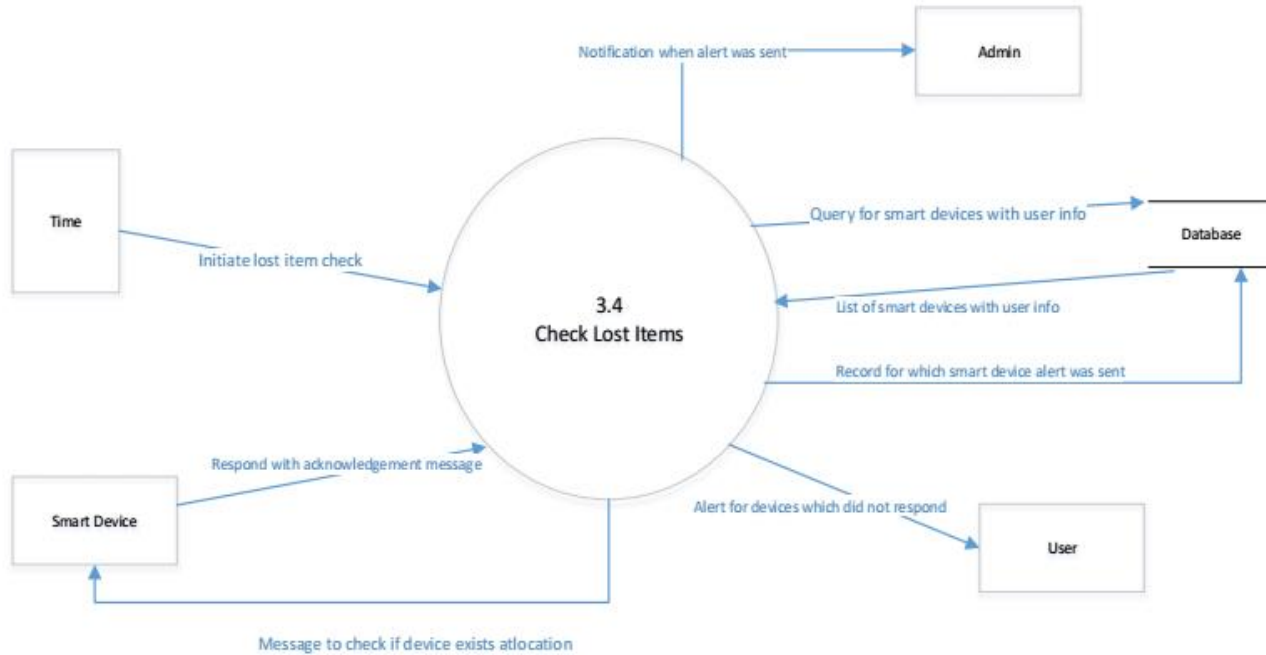 Notification when alert was sent
Admin
Time
Initiate lost item check
Query for smart devices with user info
Database
3.4
Check Lost Items
List of smart devices with user info
Record for which smart device alert was sent
Respond with acknowledgement message
Smart Device
Alert for devices which did not respond
User
Message to check if device exists atlocation